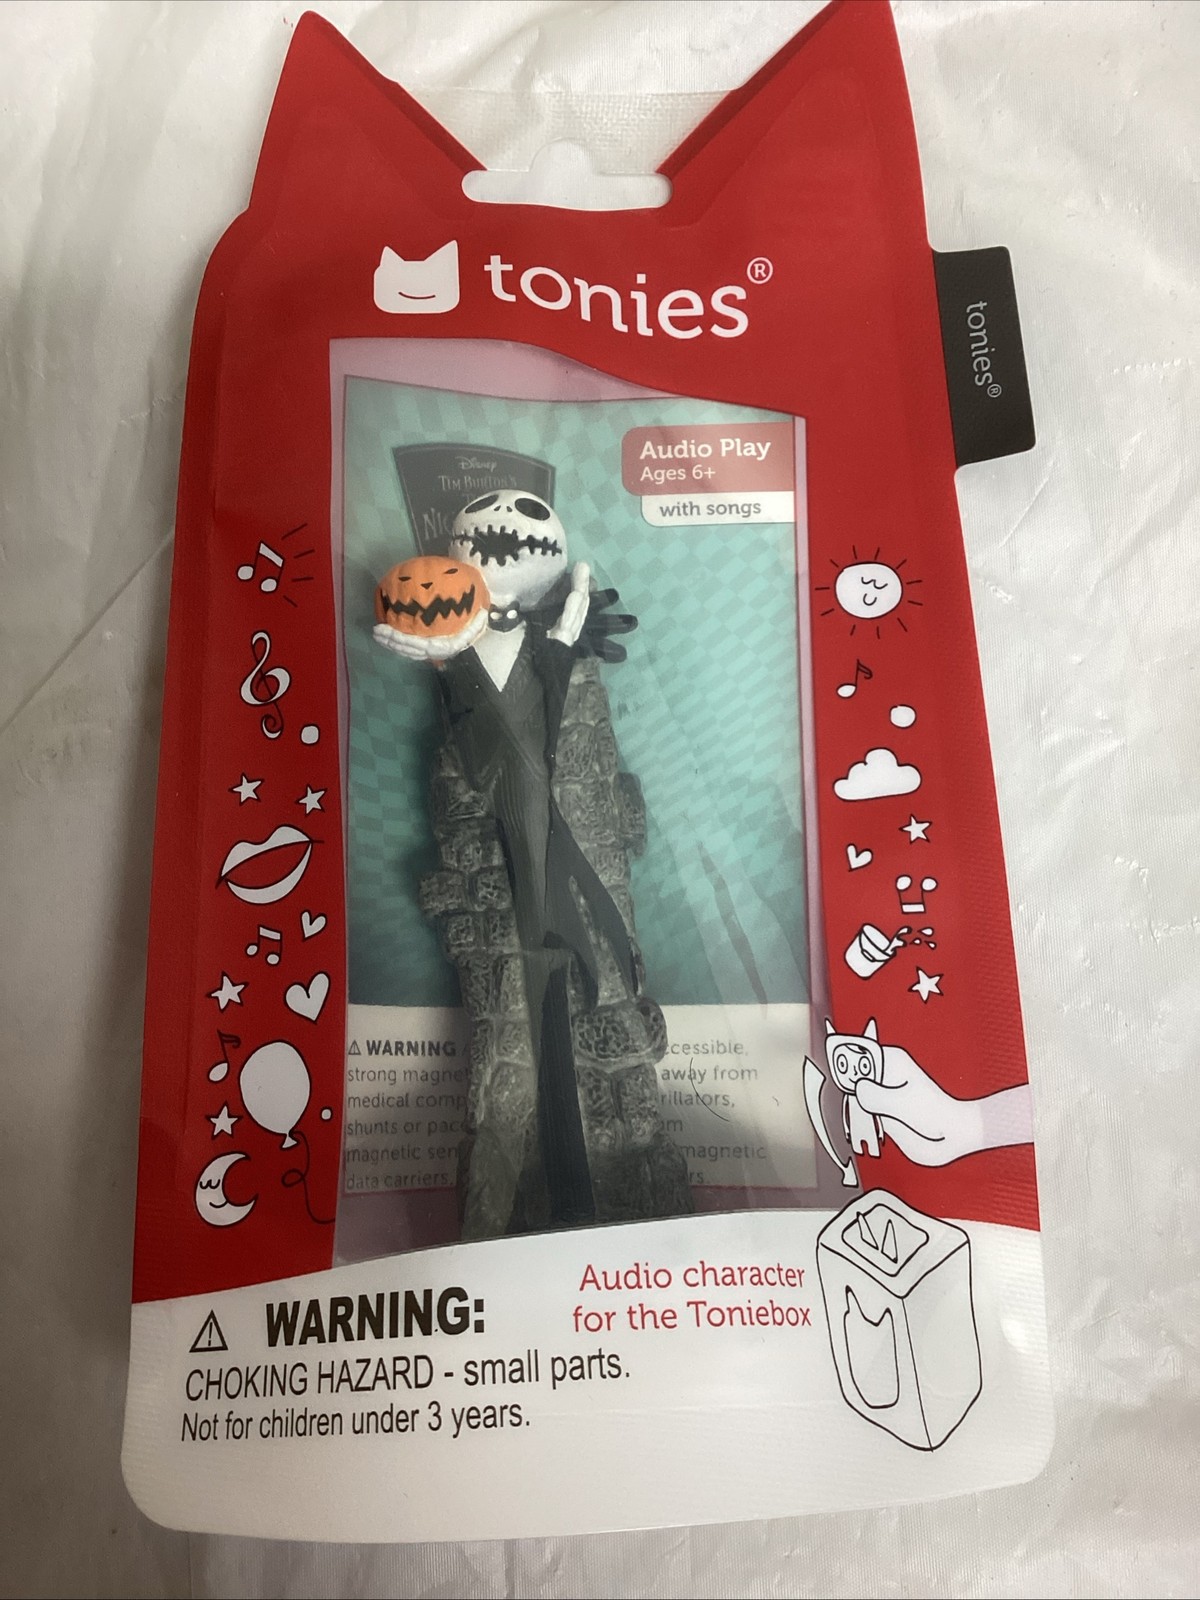 tonies®
tonies®
Audio Play
Ages 6+
with songs
Disney
TIM BURTON'S
⚠ WARNING
ccessible,
strong magnet
away from
medical comp
rillators,
shunts or pace
magnetic sen
magnetic
data carriers,
rs.
Audio character
for the Toniebox
⚠ WARNING:
CHOKING HAZARD - small parts.
Not for children under 3 years.